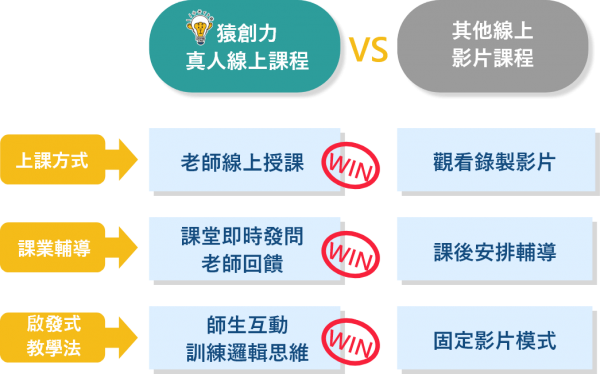 猿創力
真人線上課程
VS
其他線上
影片課程
上課方式
老師線上授課
WIN
觀看錄製影片
課業輔導
課堂即時發問
老師回饋
WIN
課後安排輔導
啟發式
教學法
師生互動
訓練邏輯思維
WIN
固定影片模式